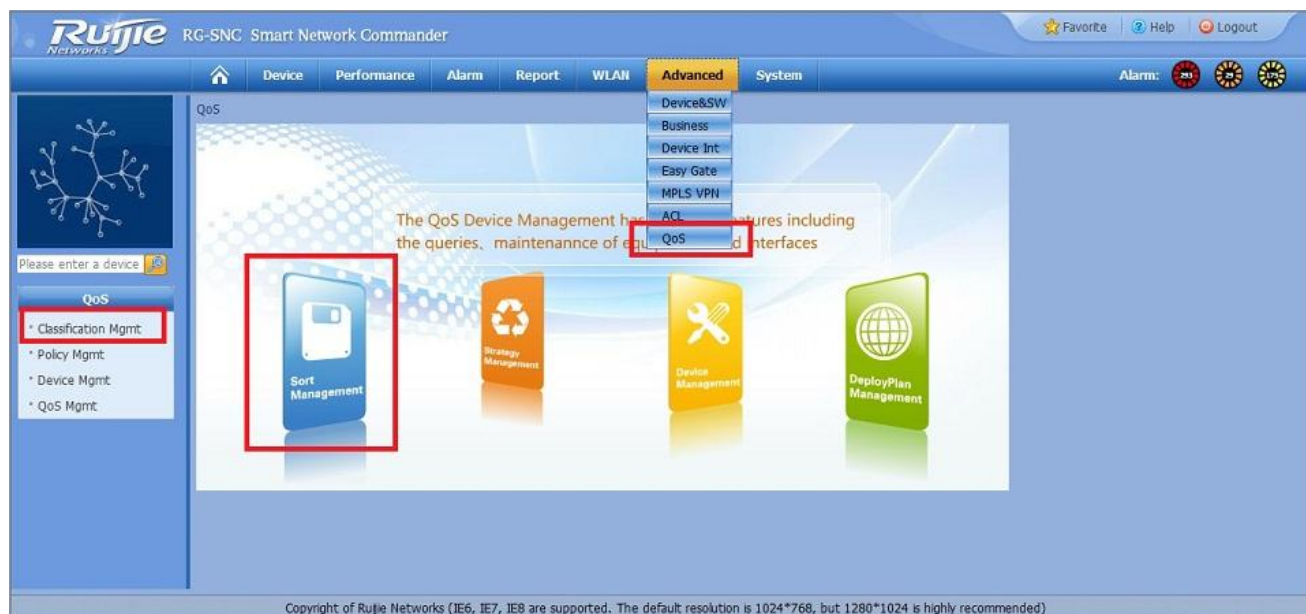 Ruijie
Networks
RG-SNC Smart Network Commander
Favorite
Help
Logout
Device
Performance
Alarm
Report
WLAN
Advanced
System
Alarm:
293
29
175
Device&SW
Business
Device Int
Easy Gate
MPLS VPN
ACL
QoS
QoS
Please enter a device
QoS
Classification Mgmt
Policy Mgmt
Device Mgmt
QoS Mgmt
The QoS Device Management has atures including
the queries、maintenannce of equ d interfaces
Sort
Management
Strategy
Management
Device
Management
DeployPlan
Management
Copyright of Ruijie Networks (IE6, IE7, IE8 are supported. The default resolution is 1024*768, but 1280*1024 is highly recommended)